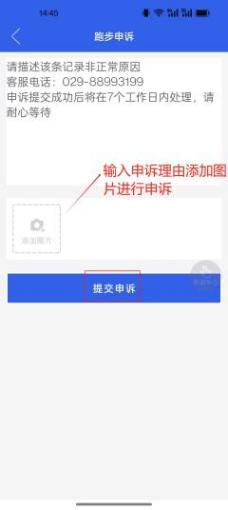 14:45
跑步申诉
请描述该条记录非正常原因
客服电话：029-88993199
申诉提交成功后将在7个工作日内处理，请
耐心等待
输入申诉理由添加图
片进行申诉
添加图片
提交申诉